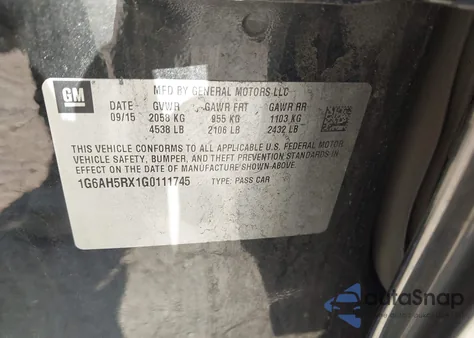 GM
MFD BY GENERAL MOTORS LLC
DATE GVWR GAWR FRT GAWR RR
09/15 2058 KG 955 KG 1103 KG
4538 LB 2106 LB 2432 LB
THIS VEHICLE CONFORMS TO ALL APPLICABLE U.S. FEDERAL MOTOR
VEHICLE SAFETY, BUMPER, AND THEFT PREVENTION STANDARDS IN
EFFECT ON THE DATE OF MANUFACTURE SHOWN ABOVE.
1G6AH5RX1G0111745 TYPE: PASS CAR
AutoSnap